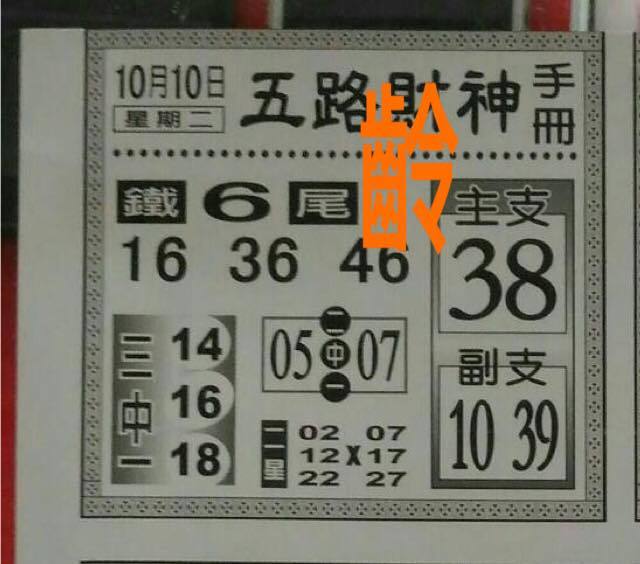 10月10日
星期二
五路財神
手冊
齡
鐵6尾
16 36 46
主支
38
三中一
14
16
18
二中一
05 07
副支
10 39
二星
02 07
12 X 17
22 27